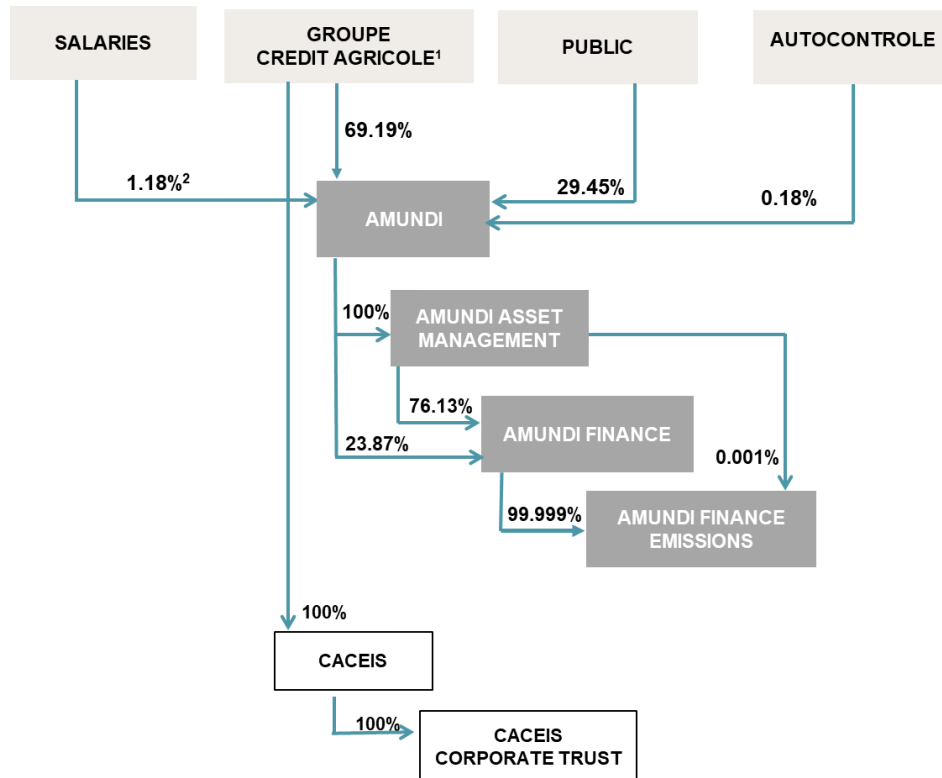 SALARIES
GROUPE
CREDIT AGRICOLE¹
PUBLIC
AUTOCONTROLE
69.19%
1.18%²
29.45%
0.18%
AMUNDI
100%
AMUNDI ASSET
MANAGEMENT
76.13%
AMUNDI FINANCE
23.87%
0.001%
99.999%
AMUNDI FINANCE
EMISSIONS
100%
CACEIS
100%
CACEIS
CORPORATE TRUST